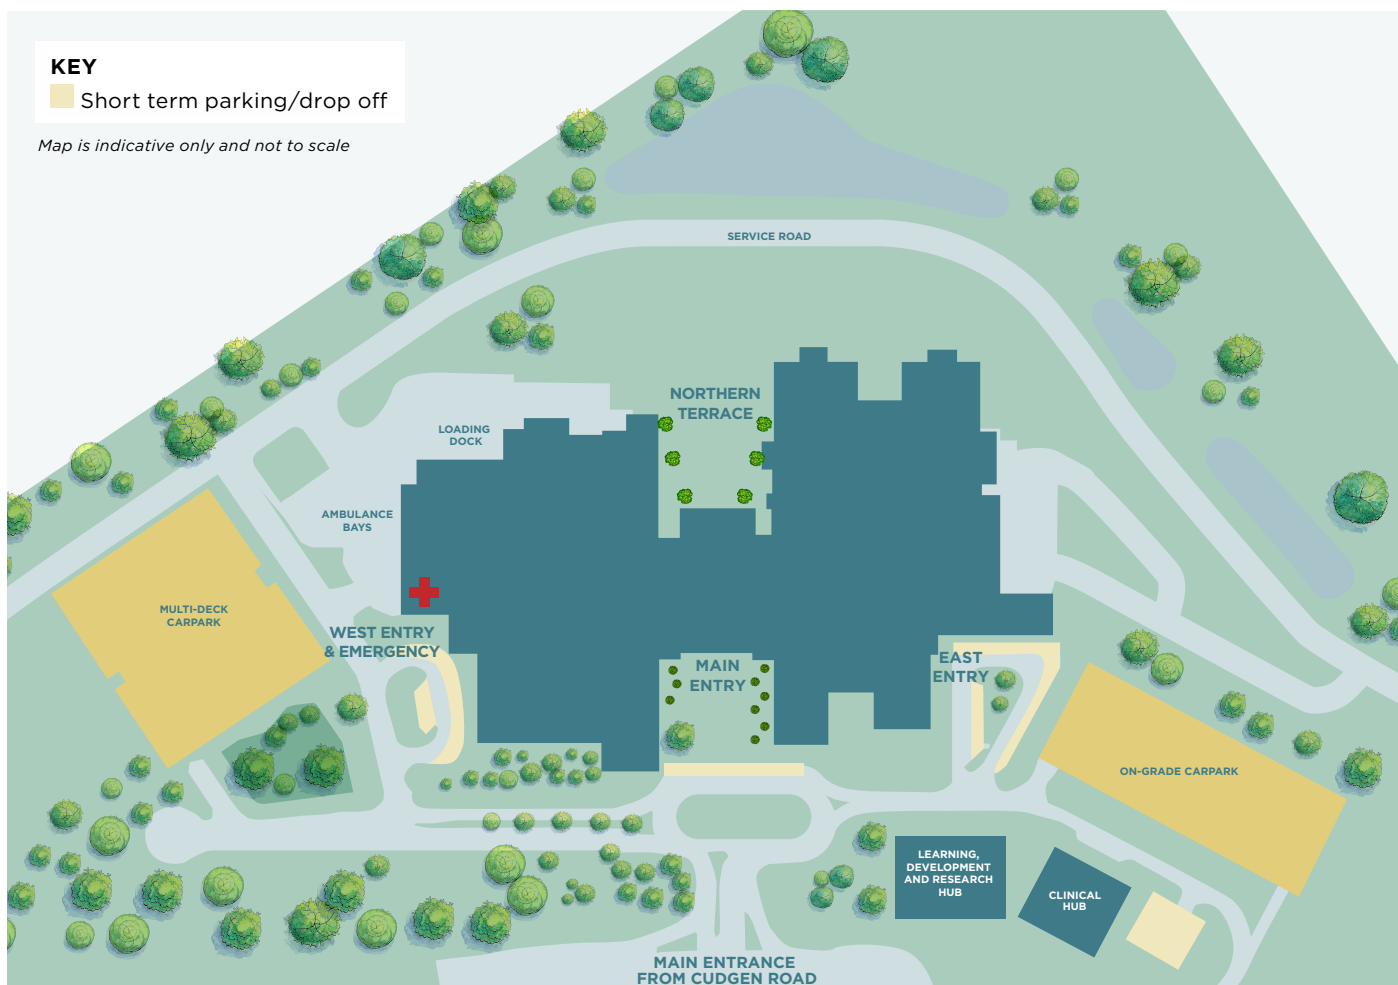 KEY
Short term parking/drop off
Map is indicative only and not to scale
SERVICE ROAD
NORTHERN
TERRACE
LOADING
DOCK
AMBULANCE
BAYS
MULTI-DECK
CARPARK
WEST ENTRY
& EMERGENCY
MAIN
ENTRY
EAST
ENTRY
ON-GRADE CARPARK
LEARNING,
DEVELOPMENT
AND RESEARCH
HUB
CLINICAL
HUB
MAIN ENTRANCE
FROM CUDGEN ROAD